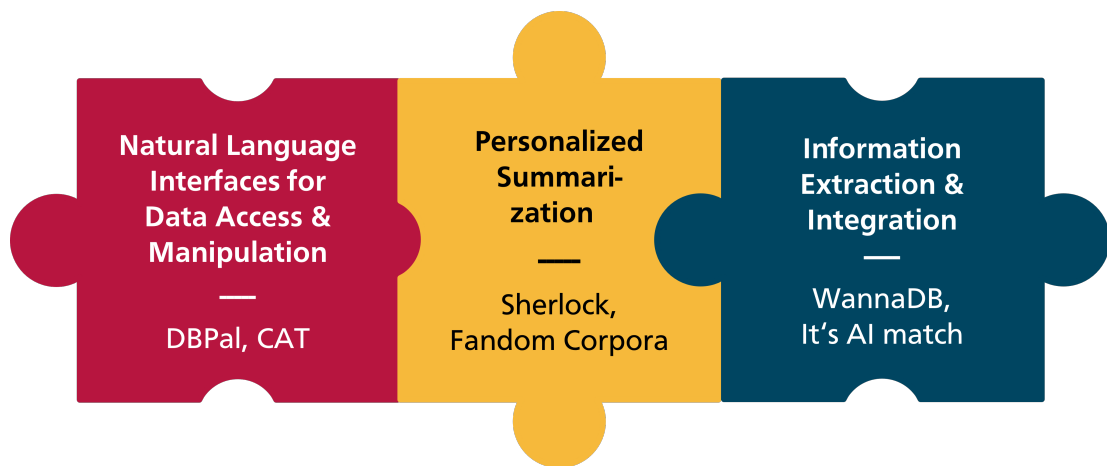 Natural Language
Interfaces for
Data Access &
Manipulation
DBPal, CAT
Personalized
Summari-
zation
Sherlock,
Fandom Corpora
Information
Extraction &
Integration
WannaDB,
It‘s AI match